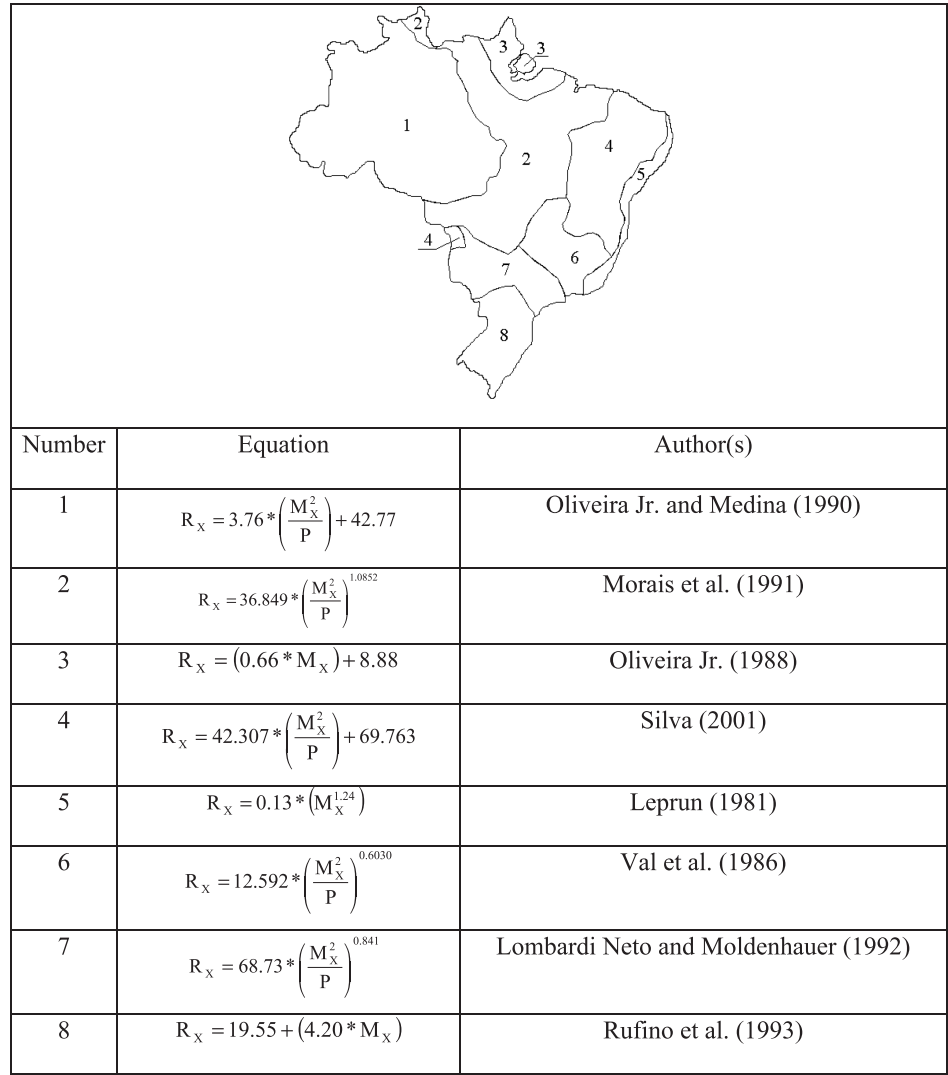 2
3
3
1
2
4
5
4
6
7
8
Number Equation Author(s)
1 R_X = 3.76 * (M_X^2 / P) + 42.77 Oliveira Jr. and Medina (1990)
2 R_X = 36.849 * (M_X^2 / P)^1.0852 Morais et al. (1991)
3 R_X = (0.66 * M_X) + 8.88 Oliveira Jr. (1988)
4 R_X = 42.307 * (M_X^2 / P) + 69.763 Silva (2001)
5 R_X = 0.13 * (M_X^1.24) Leprun (1981)
6 R_X = 12.592 * (M_X^2 / P)^0.6030 Val et al. (1986)
7 R_X = 68.73 * (M_X^2 / P)^0.841 Lombardi Neto and Moldenhauer (1992)
8 R_X = 19.55 + (4.20 * M_X) Rufino et al. (1993)